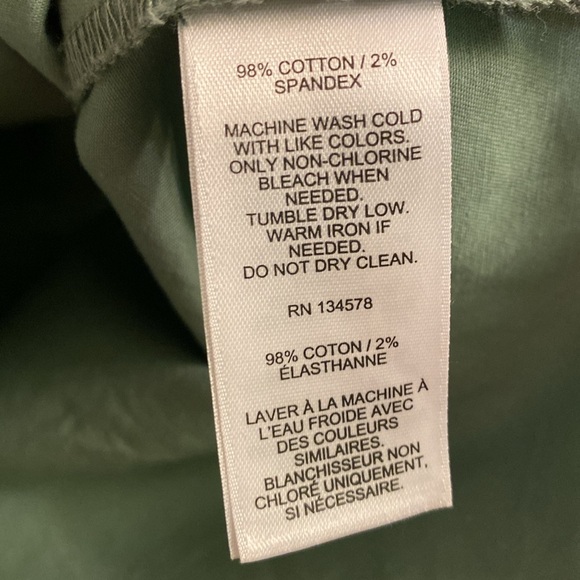 98% COTTON / 2%
SPANDEX
MACHINE WASH COLD
WITH LIKE COLORS.
ONLY NON-CHLORINE
BLEACH WHEN
NEEDED.
TUMBLE DRY LOW.
WARM IRON IF
NEEDED.
DO NOT DRY CLEAN.
RN 134578
98% COTON / 2%
ÉLASTHANNE
LAVER À LA MACHINE À
L'EAU FROIDE AVEC
DES COULEURS
SIMILAIRES.
BLANCHISSEUR NON
CHLORÉ UNIQUEMENT,
SI NÉCESSAIRE.